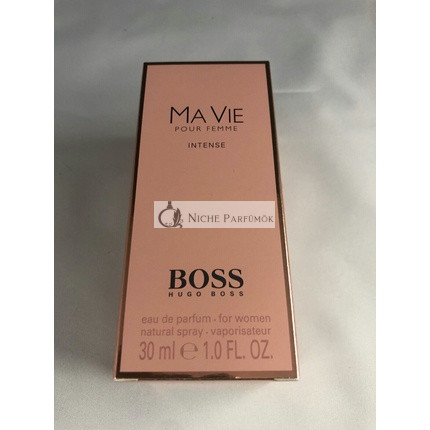 MA VIE
POUR FEMME
INTENSE
NICHE PARFÜMÖK
BOSS
HUGO BOSS
eau de parfum - for women
natural spray - vaporisateur
30 ml ℮ 1.0 FL. OZ.